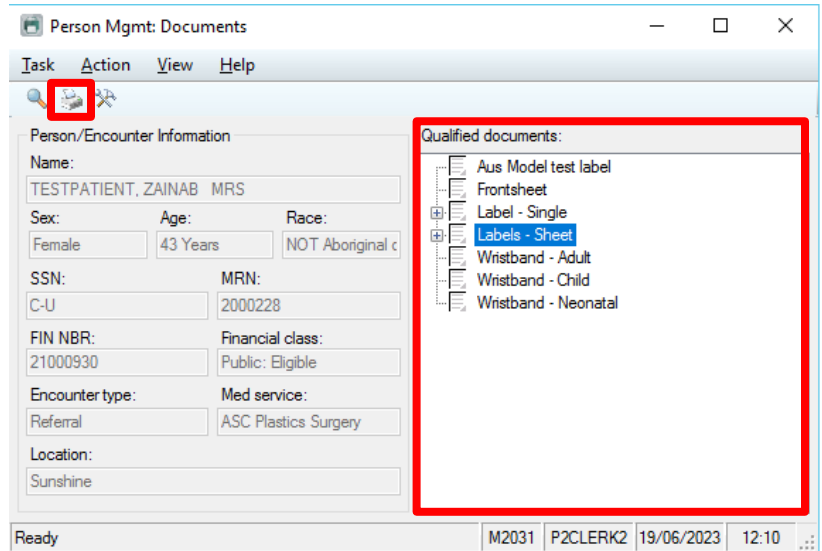 Person Mgmt: Documents
Task Action View Help
Person/Encounter Information
Name:
TESTPATIENT, ZAINAB MRS
Sex: Age: Race:
Female 43 Years NOT Aboriginal
SSN: MRN:
C-U 2000228
FIN NBR: Financial class:
21000930 Public: Eligible
Encounter type: Med service:
Referral ASC Plastics Surgery
Location:
Sunshine
Qualified documents:
Aus Model test label
Frontsheet
Label - Single
Labels - Sheet
Wristband - Adult
Wristband - Child
Wristband - Neonatal
Ready M2031 P2CLERK2 19/06/2023 12:10